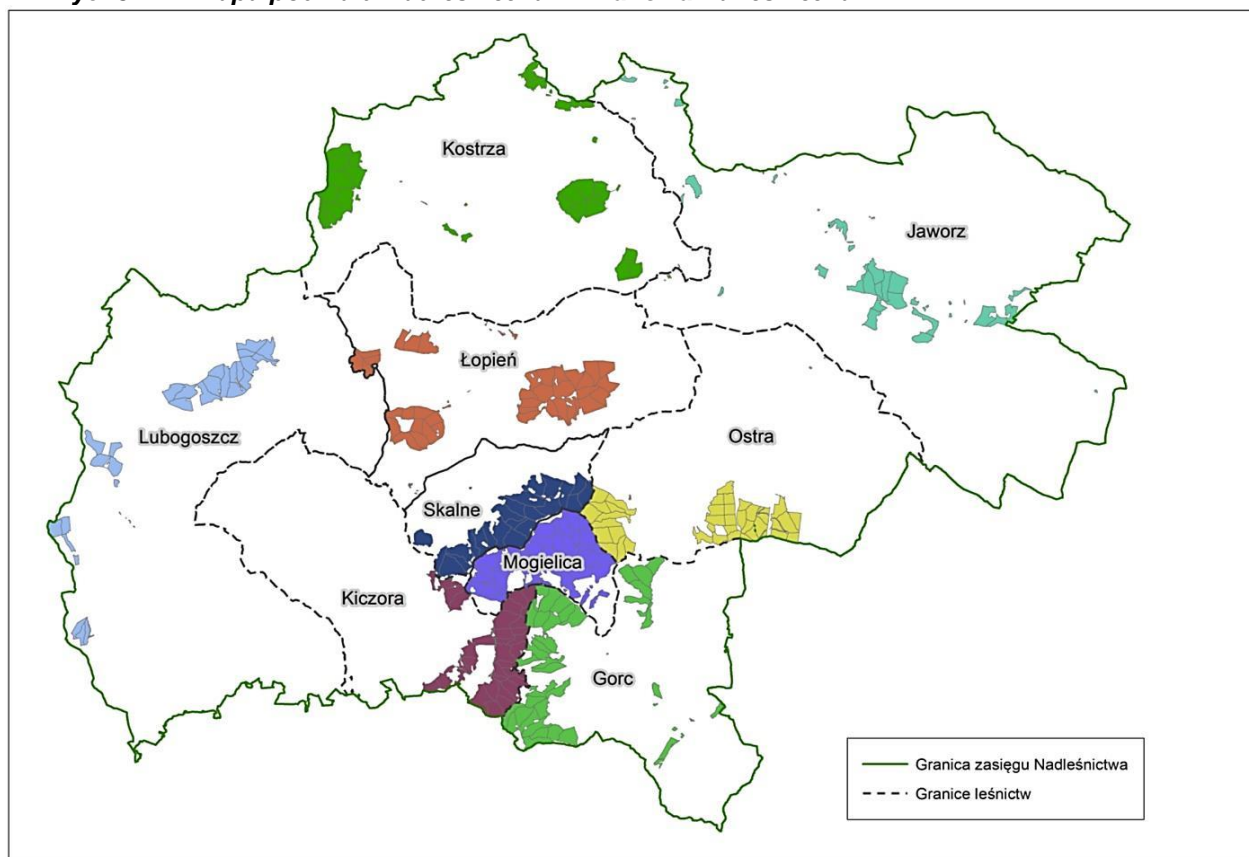 Kostrza
Jaworz
Łopień
Lubogoszcz
Ostra
Skalne
Mogielica
Kiczora
Gorc
Granica zasięgu Nadleśnictwa
Granice leśnictw